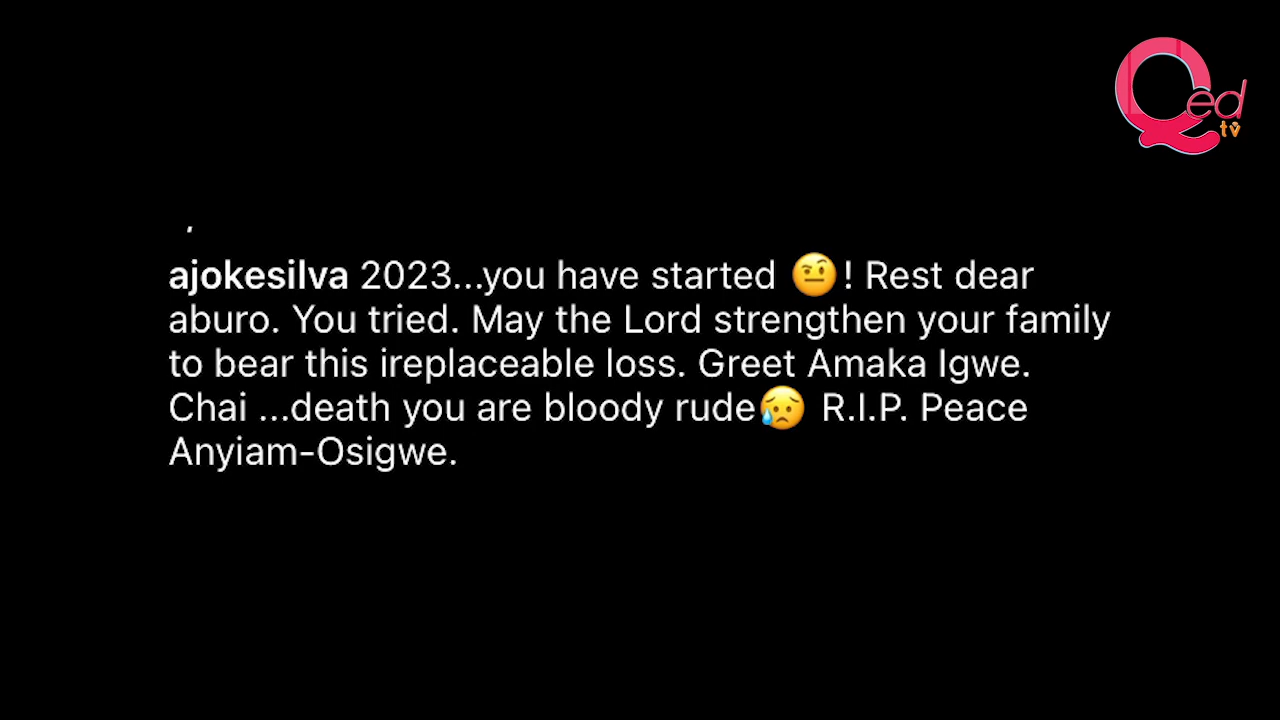 Qed
tv
ajokesilva 2023...you have started 🤨! Rest dear
aburo. You tried. May the Lord strengthen your family
to bear this ireplaceable loss. Greet Amaka Igwe.
Chai ...death you are bloody rude😥 R.I.P. Peace
Anyiam-Osigwe.